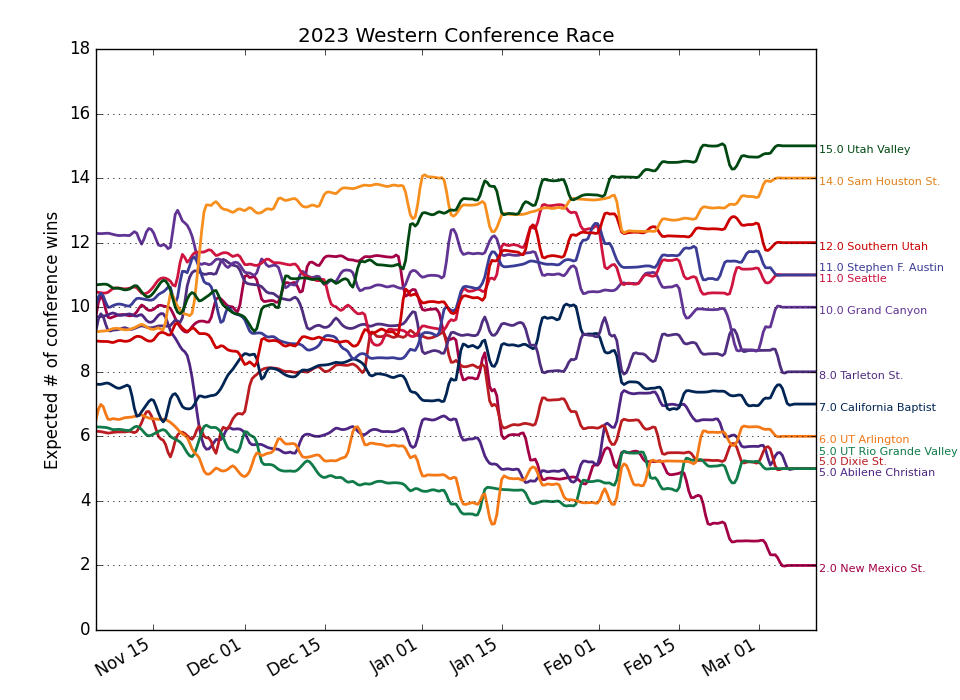 2023 Western Conference Race
Expected # of conference wins
18
16
14
12
10
8
6
4
2
0
Nov 15
Dec 01
Dec 15
Jan 01
Jan 15
Feb 01
Feb 15
Mar 01
15.0 Utah Valley
14.0 Sam Houston St.
12.0 Southern Utah
11.0 Stephen F. Austin
11.0 Seattle
10.0 Grand Canyon
8.0 Tarleton St.
7.0 California Baptist
6.0 UT Arlington
5.0 UT Rio Grande Valley
5.0 Dixie St.
5.0 Abilene Christian
2.0 New Mexico St.